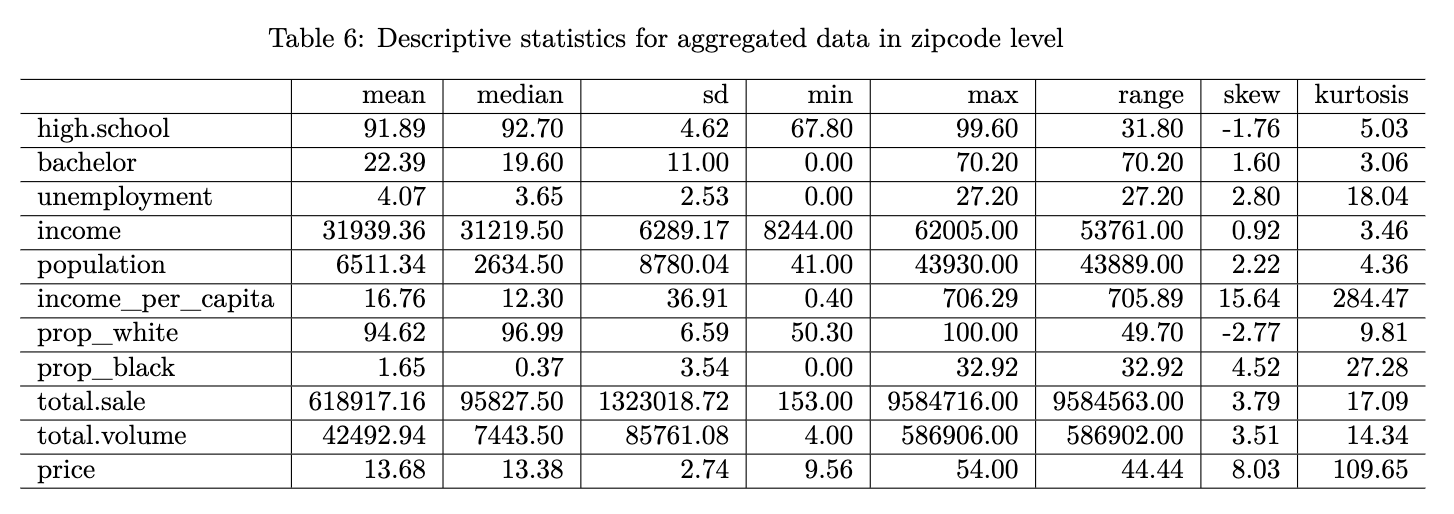 Table 6: Descriptive statistics for aggregated data in zipcode level
mean median sd min max range skew kurtosis
high.school 91.89 92.70 4.62 67.80 99.60 31.80 -1.76 5.03
bachelor 22.39 19.60 11.00 0.00 70.20 70.20 1.60 3.06
unemployment 4.07 3.65 2.53 0.00 27.20 27.20 2.80 18.04
income 31939.36 31219.50 6289.17 8244.00 62005.00 53761.00 0.92 3.46
population 6511.34 2634.50 8780.04 41.00 43930.00 43889.00 2.22 4.36
income_per_capita 16.76 12.30 36.91 0.40 706.29 705.89 15.64 284.47
prop_white 94.62 96.99 6.59 50.30 100.00 49.70 -2.77 9.81
prop_black 1.65 0.37 3.54 0.00 32.92 32.92 4.52 27.28
total.sale 618917.16 95827.50 1323018.72 153.00 9584716.00 9584563.00 3.79 17.09
total.volume 42492.94 7443.50 85761.08 4.00 586906.00 586902.00 3.51 14.34
price 13.68 13.38 2.74 9.56 54.00 44.44 8.03 109.65